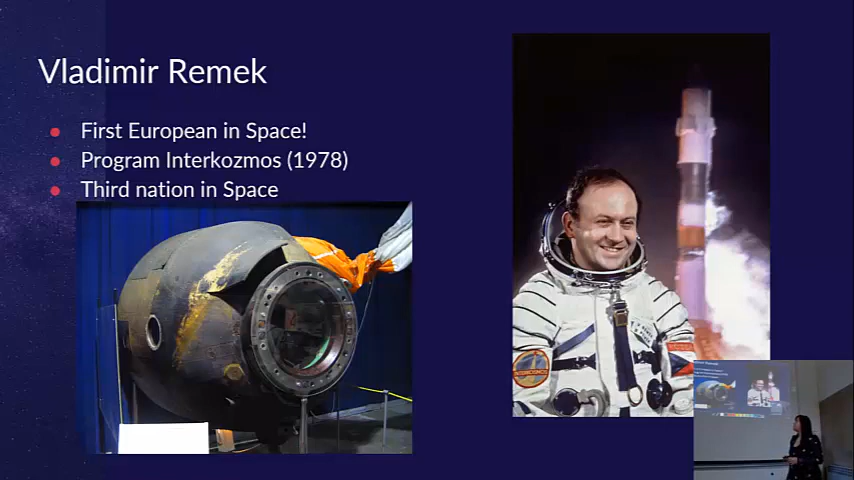 Vladimir Remek
First European in Space!
Program Interkozmos (1978)
Third nation in Space